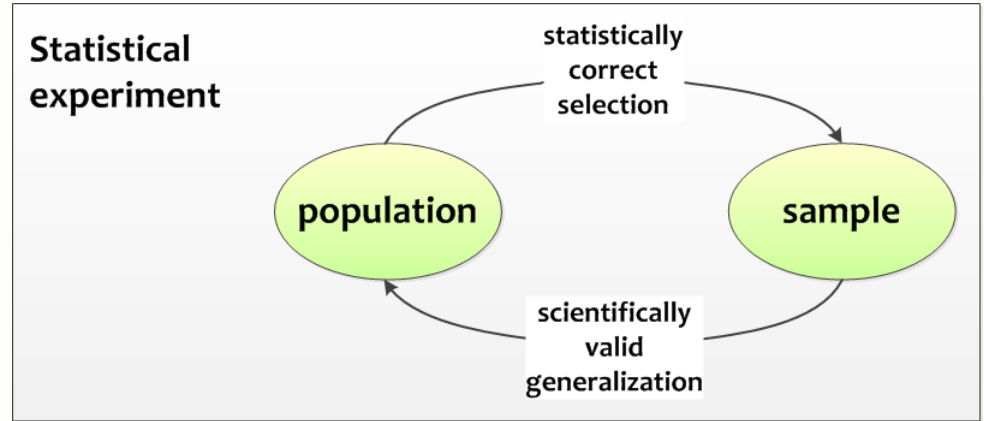 Statistical
experiment
statistically
correct
selection
population
sample
scientifically
valid
generalization